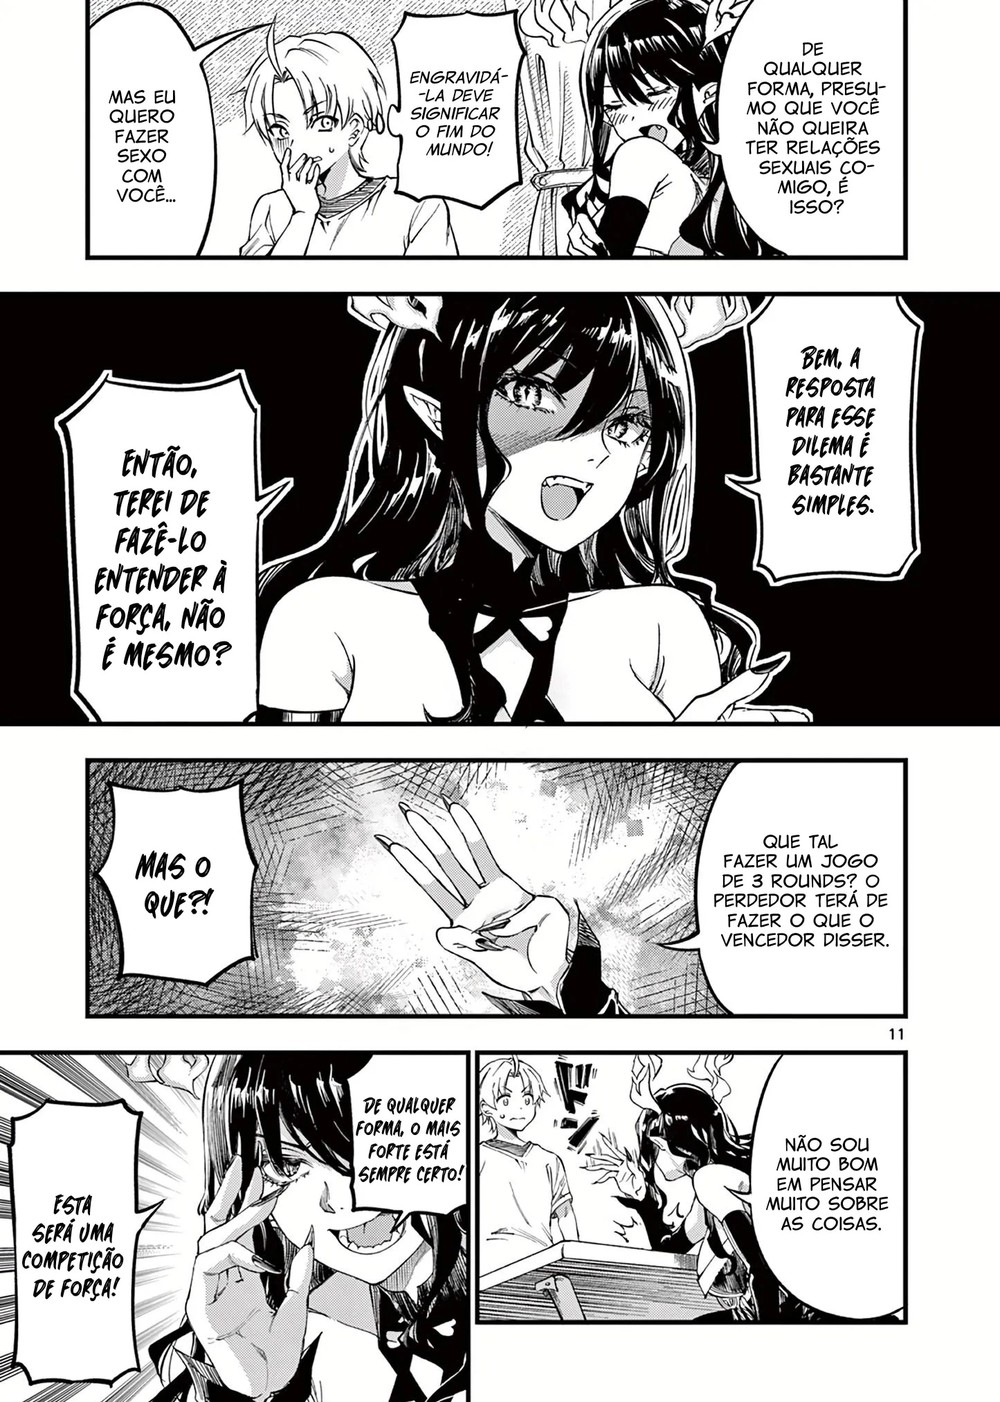 DE
QUALQUER
FORMA, PRESU-
MO QUE VOCÊ
NÃO QUEIRA
TER RELAÇÕES
SEXUAIS CO-
MIGO, É
ISSO?
ENGRAVIDÁ-
-LA DEVE
SIGNIFICAR
O FIM DO
MUNDO!
MAS EU
QUERO
FAZER
SEXO
COM
VOCÊ...
BEM, A
RESPOSTA
PARA ESSE
DILEMA É
BASTANTE
SIMPLES.
ENTÃO,
TEREI DE
FAZÊ-LO
ENTENDER À
FORÇA, NÃO
É MESMO?
QUE TAL
FAZER UM JOGO
DE 3 ROUNDS? O
PERDEDOR TERÁ DE
FAZER O QUE O
VENCEDOR DISSER.
MAS O
QUE?!
11
NÃO SOU
MUITO BOM
EM PENSAR
MUITO SOBRE
AS COISAS.
DE QUALQUER
FORMA, O MAIS
FORTE ESTÁ
SEMPRE CERTO!
ESTA
SERÁ UMA
COMPETIÇÃO
DE FORÇA!